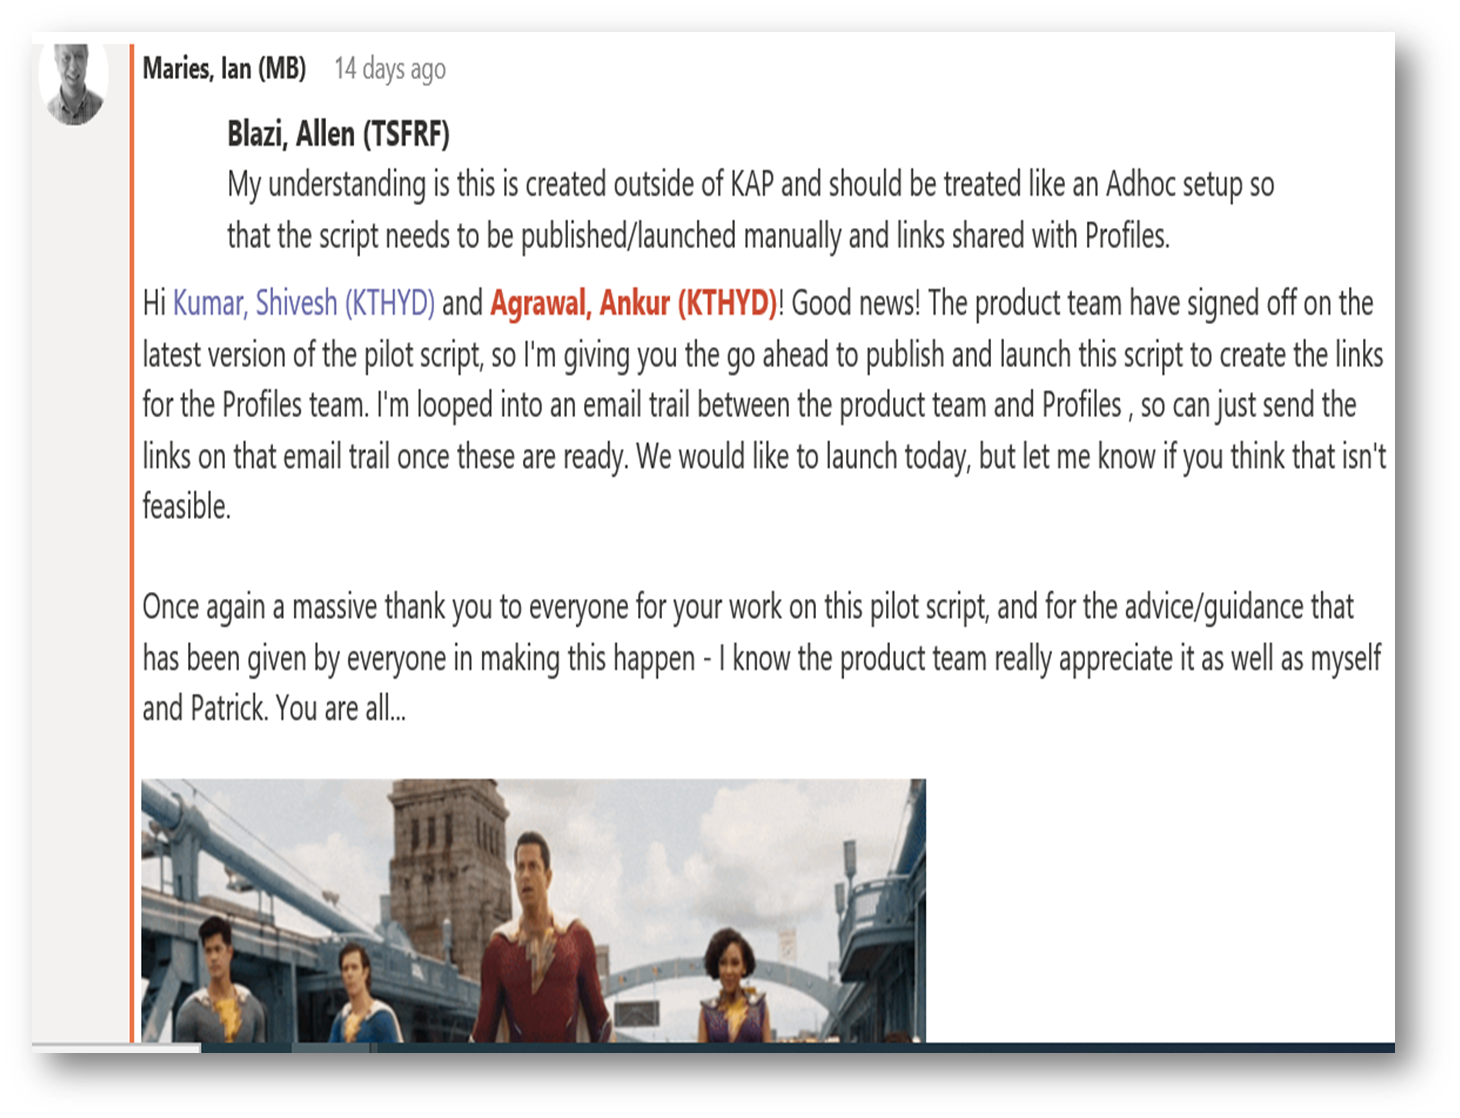 Maries, Ian (MB) 14 days ago
Blazi, Allen (TSFRF)
My understanding is this is created outside of KAP and should be treated like an Adhoc setup so
that the script needs to be published/launched manually and links shared with Profiles.
Hi Kumar, Shivesh (KTHYD) and Agrawal, Ankur (KTHYD)! Good news! The product team have signed off on the
latest version of the pilot script, so I'm giving you the go ahead to publish and launch this script to create the links
for the Profiles team. I'm looped into an email trail between the product team and Profiles , so can just send the
links on that email trail once these are ready. We would like to launch today, but let me know if you think that isn't
feasible.
Once again a massive thank you to everyone for your work on this pilot script, and for the advice/guidance that
has been given by everyone in making this happen - I know the product team really appreciate it as well as myself
and Patrick. You are all...